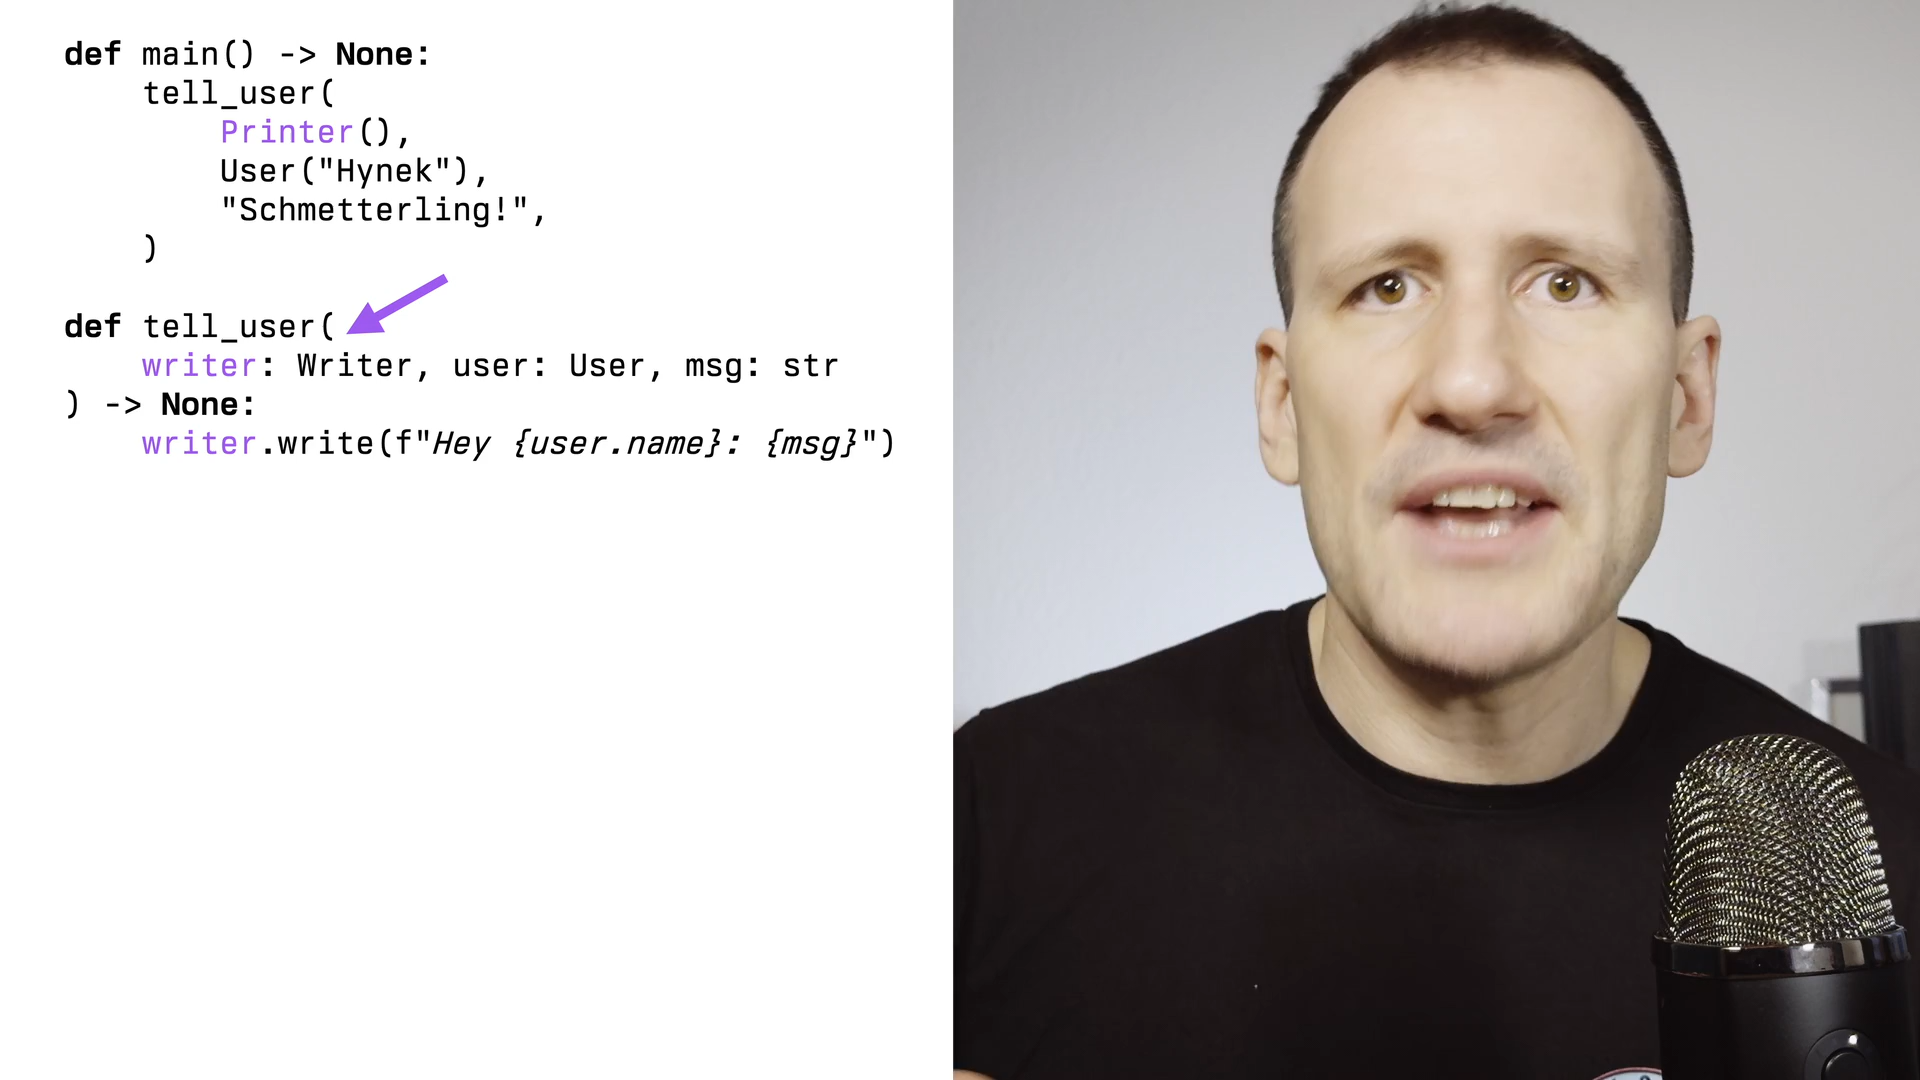 def main() -> None:
    tell_user(
        Printer(),
        User("Hynek"),
        "Schmetterling!",
    )
def tell_user(
    writer: Writer, user: User, msg: str
) -> None:
    writer.write(f"Hey {user.name}: {msg}")